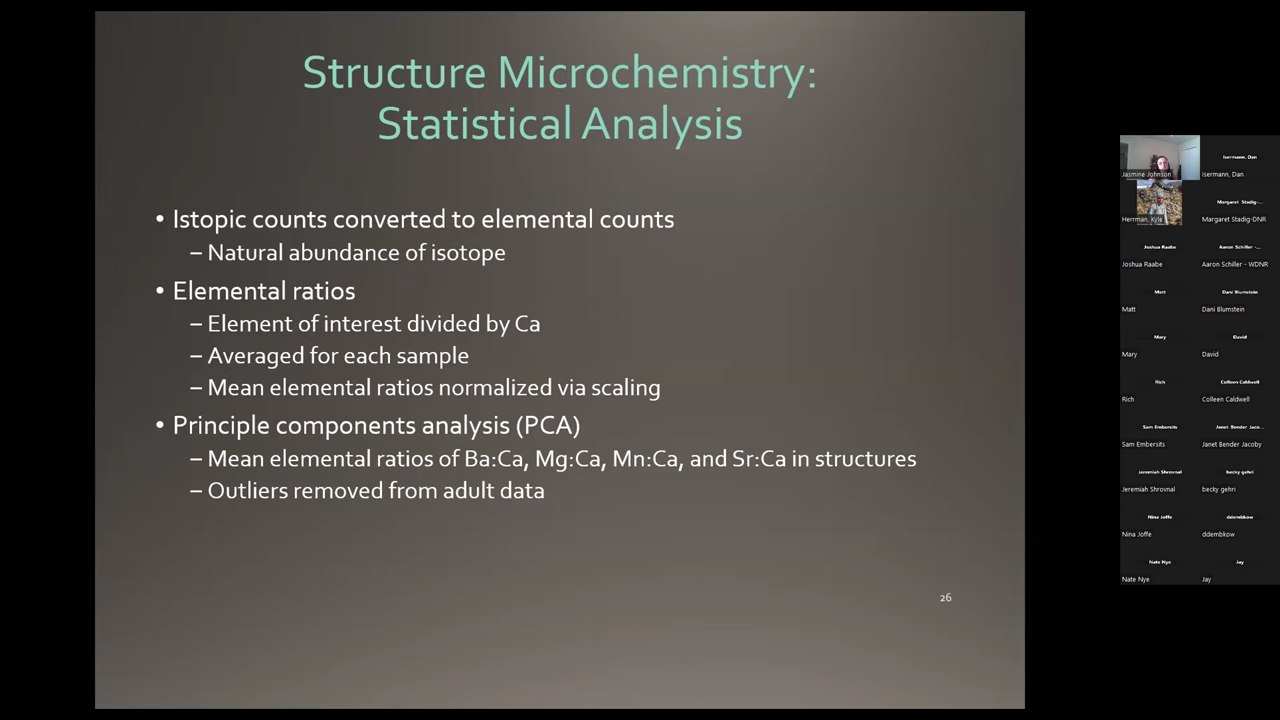 Structure Microchemistry:
Statistical Analysis
• Istopic counts converted to elemental counts
– Natural abundance of isotope
• Elemental ratios
– Element of interest divided by Ca
– Averaged for each sample
– Mean elemental ratios normalized via scaling
• Principle components analysis (PCA)
– Mean elemental ratios of Ba:Ca, Mg:Ca, Mn:Ca, and Sr:Ca in structures
– Outliers removed from adult data
26
Jasmine Johnson
Isermann, Dan
Isermann, Dan
Herrman, Kyle
Margaret Stadig-...
Margaret Stadig-DNR
Joshua Raabe
Joshua Raabe
Aaron Schiller -...
Aaron Schiller - WDNR
Matt
Matt
Dani Blumstein
Dani Blumstein
Mary
Mary
David
David
Rich
Rich
Colleen Caldwell
Colleen Caldwell
Sam Embersits
Sam Embersits
Janet Bender Jaco...
Janet Bender Jacoby
Jeremiah Shrovnal
Jeremiah Shrovnal
becky gehri
becky gehri
Nina Joffe
Nina Joffe
ddembkow
ddembkow
Nate Nye
Nate Nye
Jay
Jay